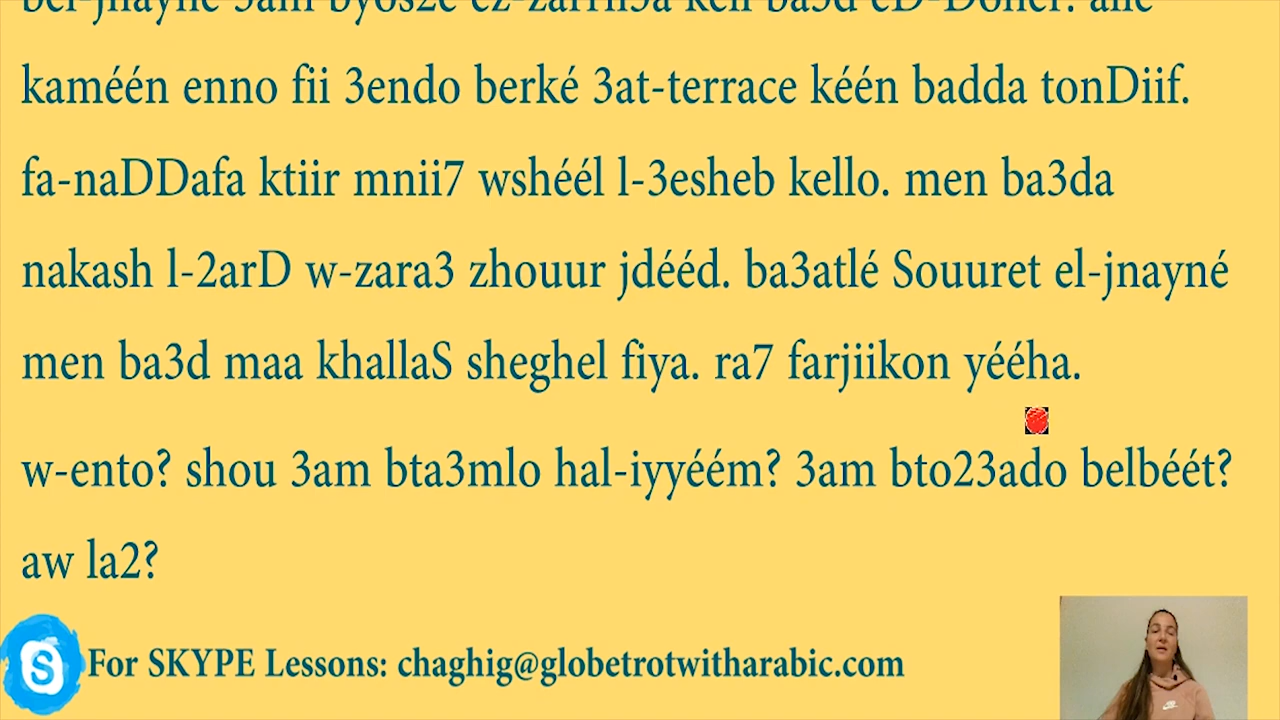 kaméén enno fii 3endo berké 3at-terrace kéén badda tonDiif.
fa-naDDafa ktiir mnii7 wshéél l-3esheb kello. men ba3da
nakash l-2arD w-zara3 zhouur jdééd. ba3atlé Souuret el-jnayné
men ba3d maa khallaS sheghel fiya. ra7 farjiikon yééha.
w-ento? shou 3am bta3mlo hal-iyyéém? 3am bto23ado belbéét?
aw la2?
S
For SKYPE Lessons: chaghig@globetrotwitharabic.com